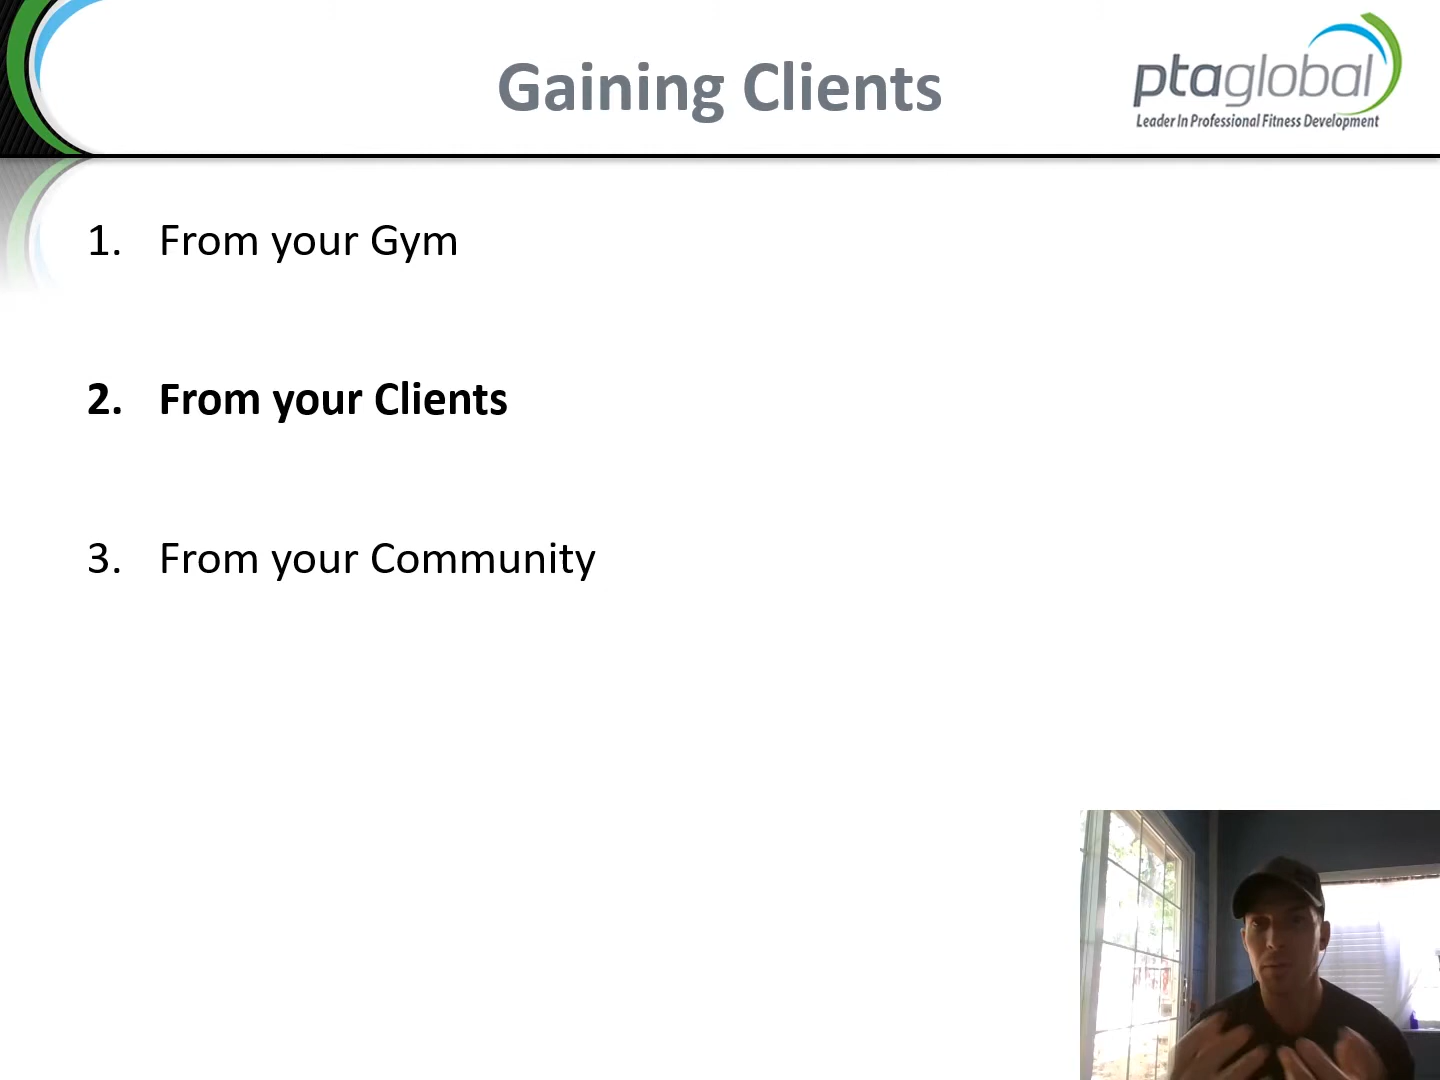 Gaining Clients
ptaglobal
Leader In Professional Fitness Development
1. From your Gym
2. From your Clients
3. From your Community